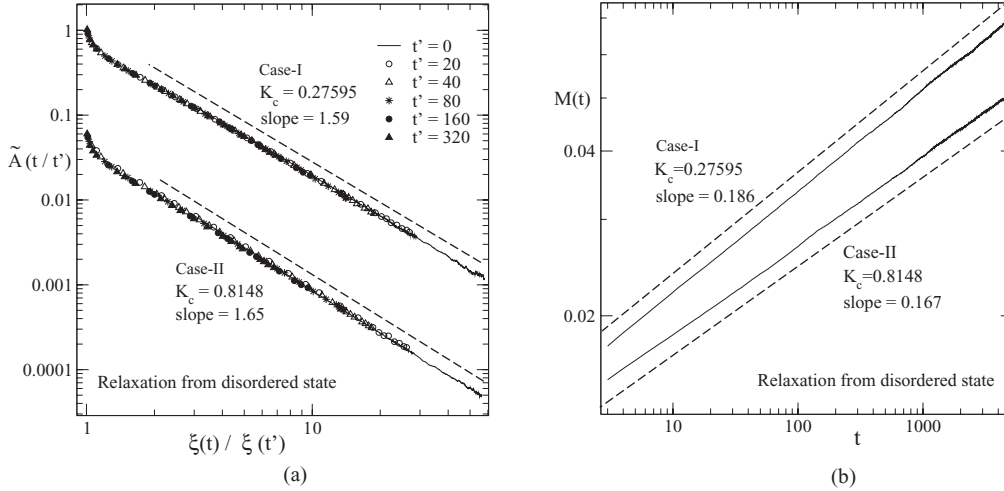 1
0.1
0.01
0.001
0.0001
Ã(t / t')
Case-I
K_c = 0.27595
slope = 1.59
t' = 0
t' = 20
t' = 40
t' = 80
t' = 160
t' = 320
Case-II
K_c = 0.8148
slope = 1.65
Relaxation from disordered state
1 10
ξ(t) / ξ(t')
(a)
M(t)
0.04
0.02
Case-I
K_c=0.27595
slope = 0.186
Case-II
K_c=0.8148
slope = 0.167
Relaxation from disordered state
10 100 1000
t
(b)